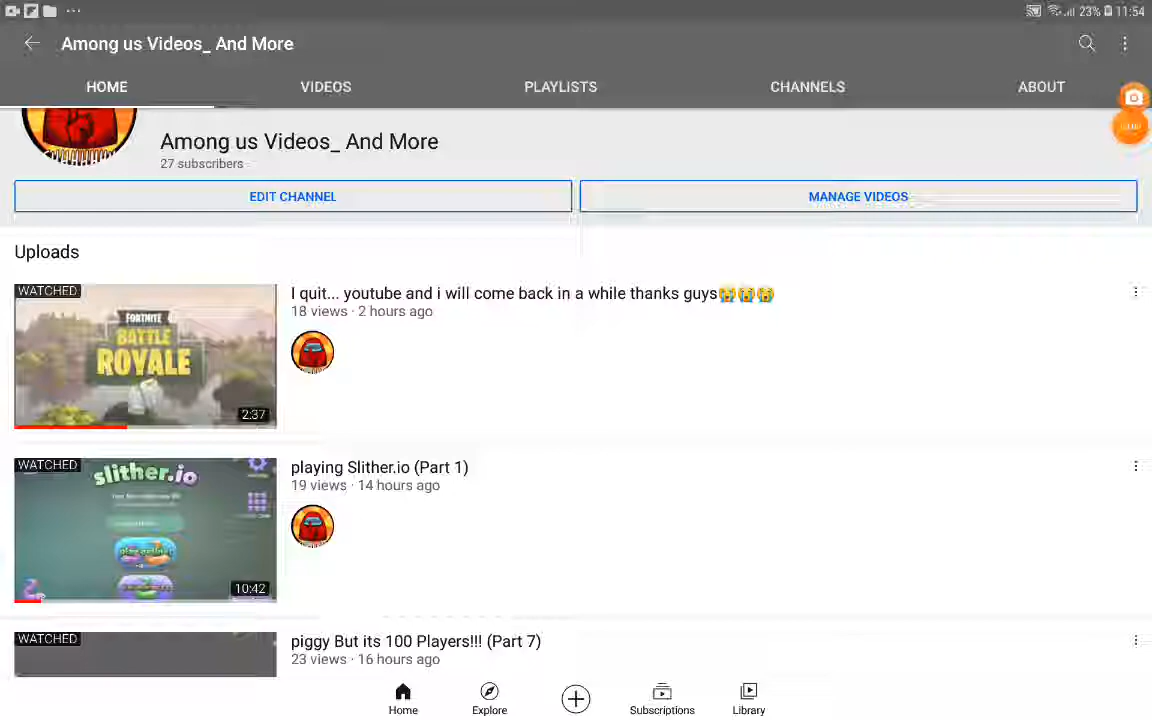 23% 11:54
Among us Videos_ And More
HOME VIDEOS PLAYLISTS CHANNELS ABOUT
Among us Videos_ And More
27 subscribers
EDIT CHANNEL MANAGE VIDEOS
Uploads
WATCHED
FORTNITE
BATTLE
ROYALE
2:37
I quit... youtube and i will come back in a while thanks guys😭😭😭
18 views · 2 hours ago
WATCHED
slither.io
10:42
playing Slither.io (Part 1)
19 views · 14 hours ago
WATCHED
piggy But its 100 Players!!! (Part 7)
23 views · 16 hours ago
Home Explore Subscriptions Library